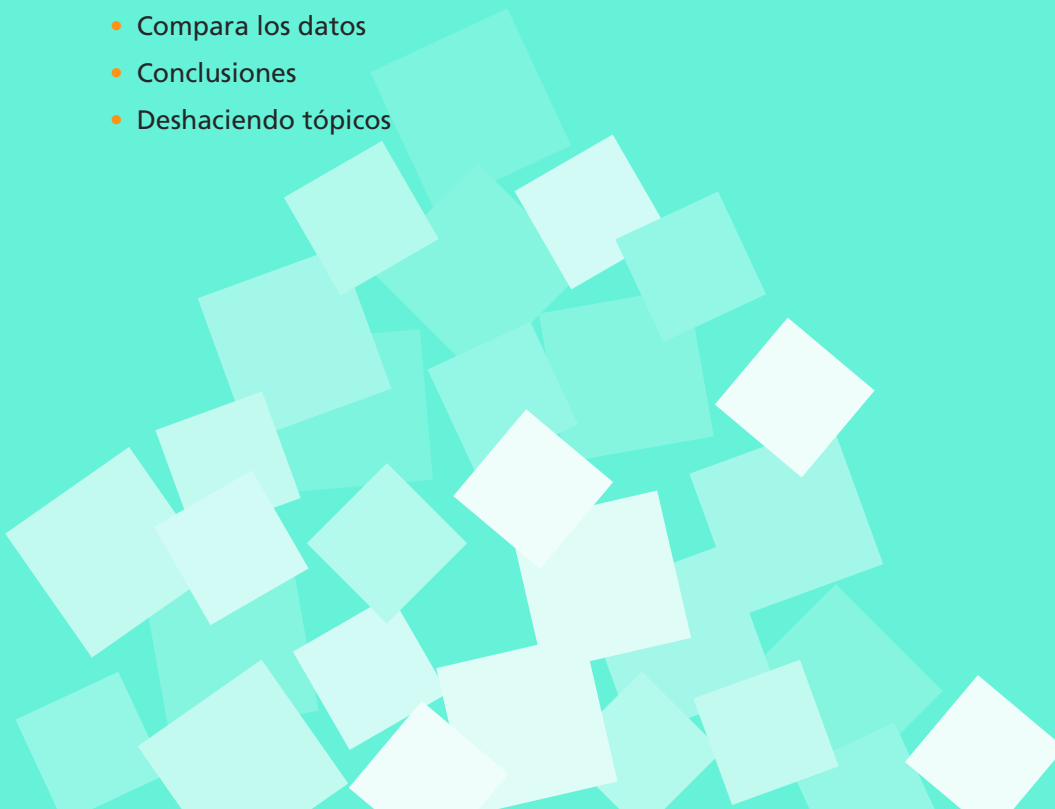 • Compara los datos
• Conclusiones
• Deshaciendo tópicos